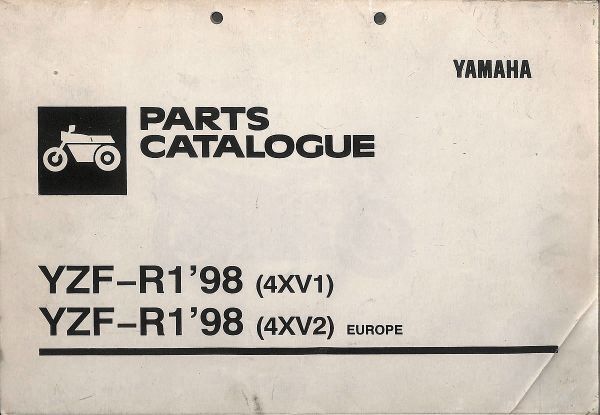 YAMAHA
PARTS
CATALOGUE
YZF-R1'98 (4XV1)
YZF-R1'98 (4XV2) EUROPE